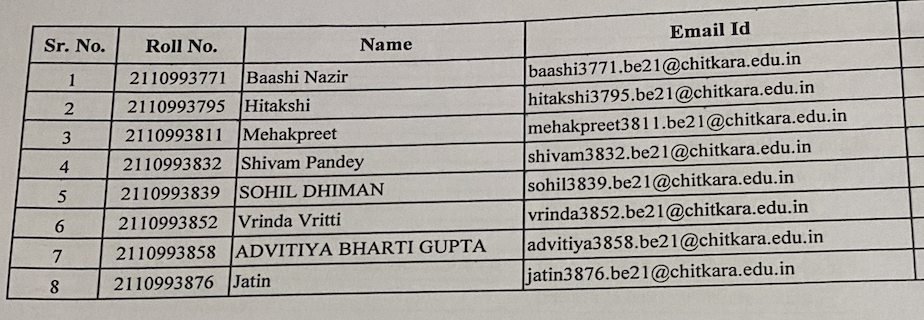 Sr. No. Roll No. Name Email Id
1 2110993771 Baashi Nazir baashi3771.be21@chitkara.edu.in
2 2110993795 Hitakshi hitakshi3795.be21@chitkara.edu.in
3 2110993811 Mehakpreet mehakpreet3811.be21@chitkara.edu.in
4 2110993832 Shivam Pandey shivam3832.be21@chitkara.edu.in
5 2110993839 SOHIL DHIMAN sohil3839.be21@chitkara.edu.in
6 2110993852 Vrinda Vritti vrinda3852.be21@chitkara.edu.in
7 2110993858 ADVITIYA BHARTI GUPTA advitiya3858.be21@chitkara.edu.in
8 2110993876 Jatin jatin3876.be21@chitkara.edu.in